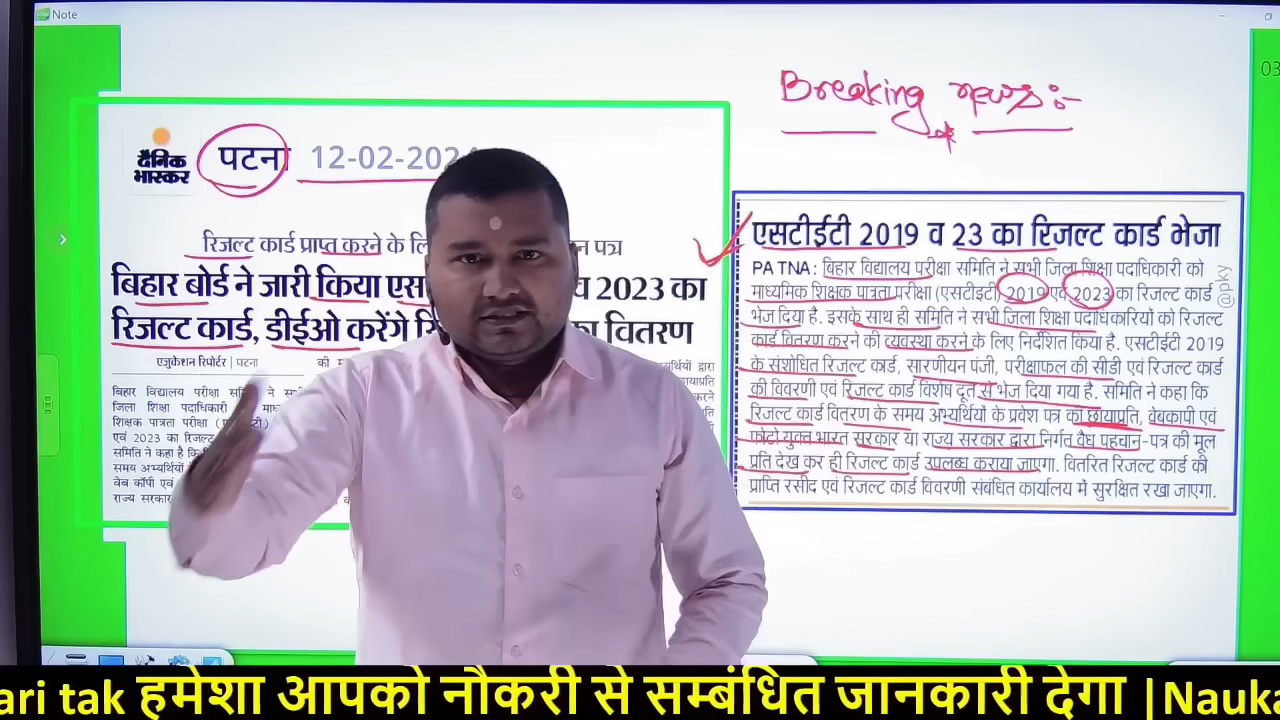 Note
03
Breaking news:-
दैनिक
भास्कर
पटना 12-02-202
रिजल्ट कार्ड प्राप्त करने के लि न पत्र
बिहार बोर्ड ने जारी किया एस व 2023 का
रिजल्ट कार्ड, डीईओ करेंगे का वितरण
एजुकेशन रिपोर्टर | पटना
बिहार विद्यालय परीक्षा ने
जिला शिक्षा पदाधिकारी
शिक्षक पात्रता परीक्षा
एवं 2023 का रिजल्ट
समिति ने कहा है कि
समय अभ्यर्थियों
वेब कॉपी एवं
राज्य सरकार
एसटीईटी 2019 व 23 का रिजल्ट कार्ड भेजा
PATNA: बिहार विद्यालय परीक्षा समिति ने सभी जिला शिक्षा पदाधिकारी को
माध्यमिक शिक्षक पात्रता परीक्षा (एसटीईटी) 2019 एवं 2023 का रिजल्ट कार्ड
भेज दिया है. इसके साथ ही समिति ने सभी जिला शिक्षा पदाधिकारियों को रिजल्ट
कार्ड वितरण करने की व्यवस्था करने के लिए निर्देशित किया है. एसटीईटी 2019
के संशोधित रिजल्ट कार्ड, सारणीयन पंजी, परीक्षाफल की सीडी एवं रिजल्ट कार्ड
की विवरणी एवं रिजल्ट कार्ड विशेष दूत से भेज दिया गया है. समिति ने कहा कि
रिजल्ट कार्ड वितरण के समय अभ्यर्थियों के प्रवेश पत्र की छायाप्रति, वेबकापी एवं
फोटो युक्त भारत सरकार या राज्य सरकार द्वारा निर्गत वैध पहचान-पत्र की मूल
प्रति देख कर ही रिजल्ट कार्ड उपलब्ध कराया जाएगा. वितरित रिजल्ट कार्ड की
प्राप्ति रसीद एवं रिजल्ट कार्ड विवरणी संबंधित कार्यालय में सुरक्षित रखा जाएगा.
@pky
ari tak हमेशा आपको नौकरी से सम्बंधित जानकारी देगा |Nauka